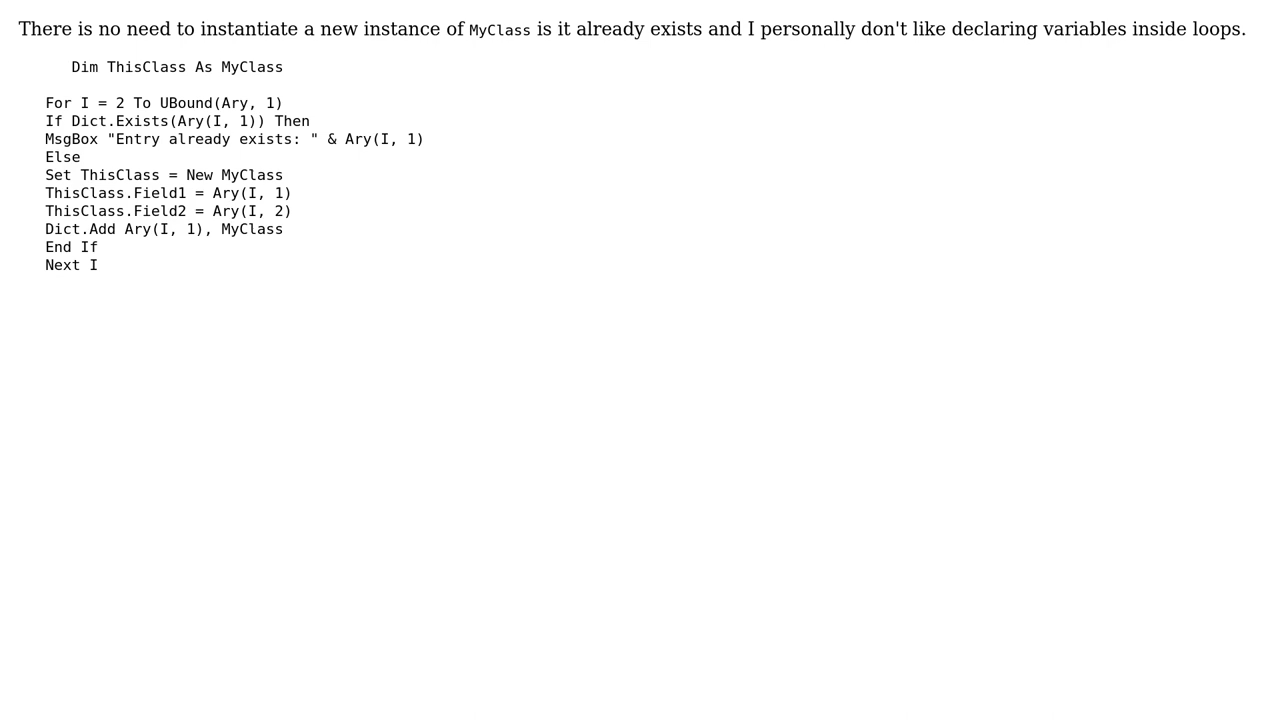 There is no need to instantiate a new instance of MyClass is it already exists and I personally don't like declaring variables inside loops.
Dim ThisClass As MyClass
For I = 2 To UBound(Ary, 1)
If Dict.Exists(Ary(I, 1)) Then
MsgBox "Entry already exists: " & Ary(I, 1)
Else
Set ThisClass = New MyClass
ThisClass.Field1 = Ary(I, 1)
ThisClass.Field2 = Ary(I, 2)
Dict.Add Ary(I, 1), MyClass
End If
Next I